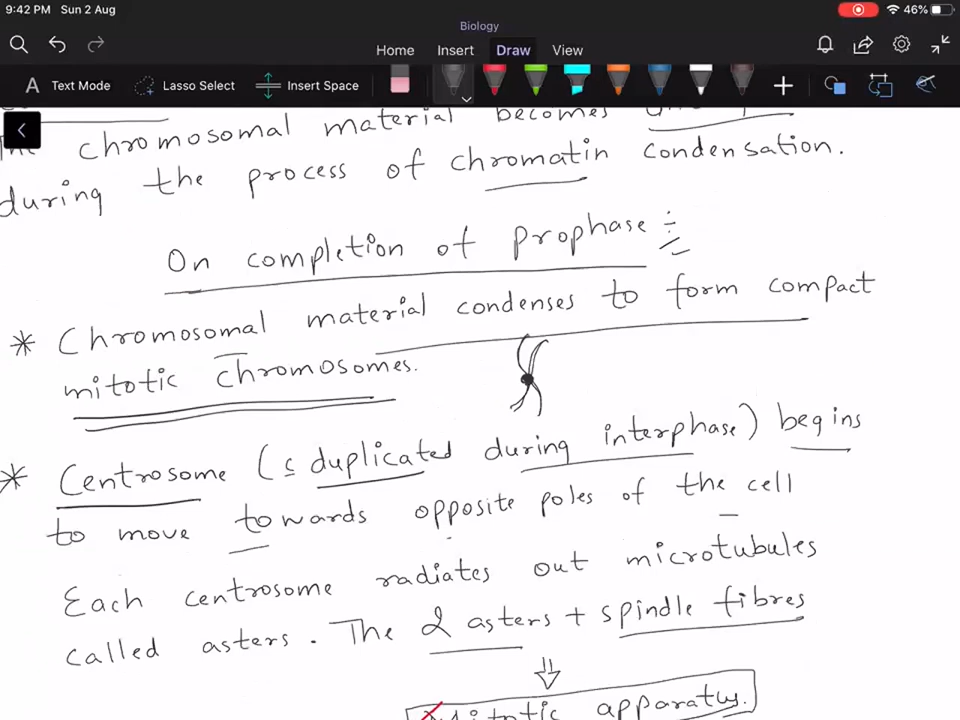 9:42 PM Sun 2 Aug 46%
Biology
Home Insert Draw View
A Text Mode Lasso Select Insert Space
chromosomal material becomes
during the process of chromatin condensation.
On completion of prophase :-
* Chromosomal material condenses to form compact
mitotic chromosomes.
* Centrosome (is duplicated during interphase) begins
to move towards opposite poles of the cell
Each centrosome radiates out microtubules
called asters. The 2 asters + spindle fibres
⇓
mitotic apparatus.